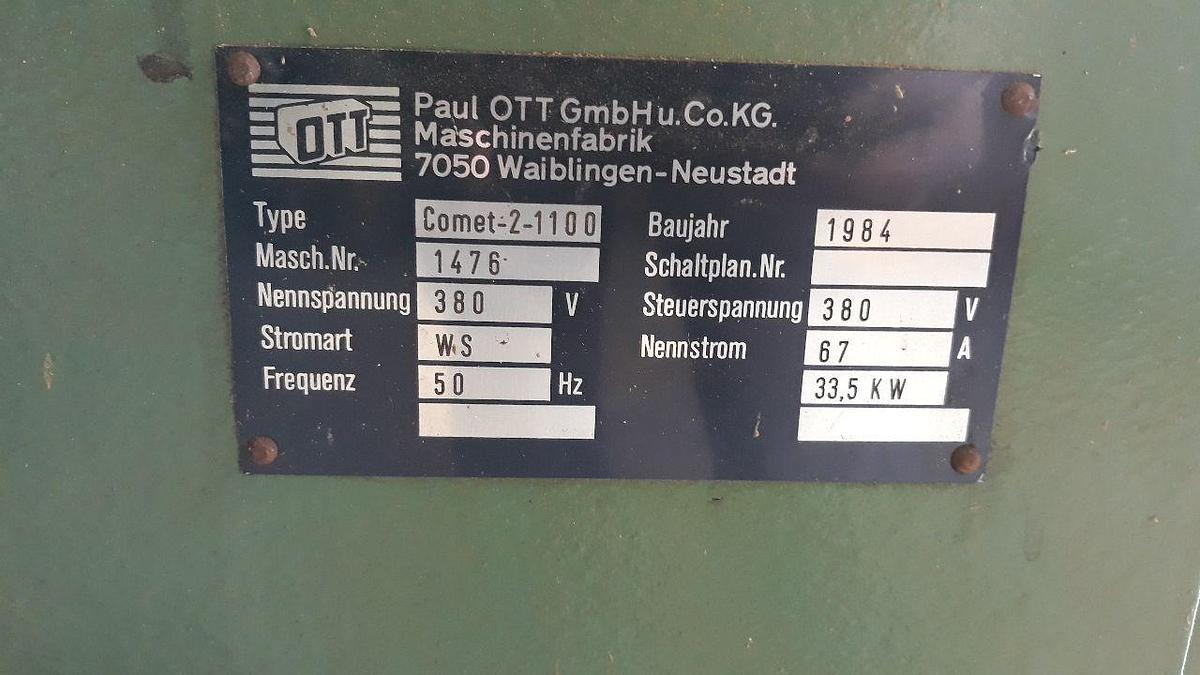 OTT
Paul OTT GmbH u. Co. KG.
Maschinenfabrik
7050 Waiblingen-Neustadt
Type Comet-2-1100 Baujahr 1984
Masch.Nr. 1476 Schaltplan.Nr.
Nennspannung 380 V Steuerspannung 380 V
Stromart WS Nennstrom 67 A
Frequenz 50 Hz 33,5 KW